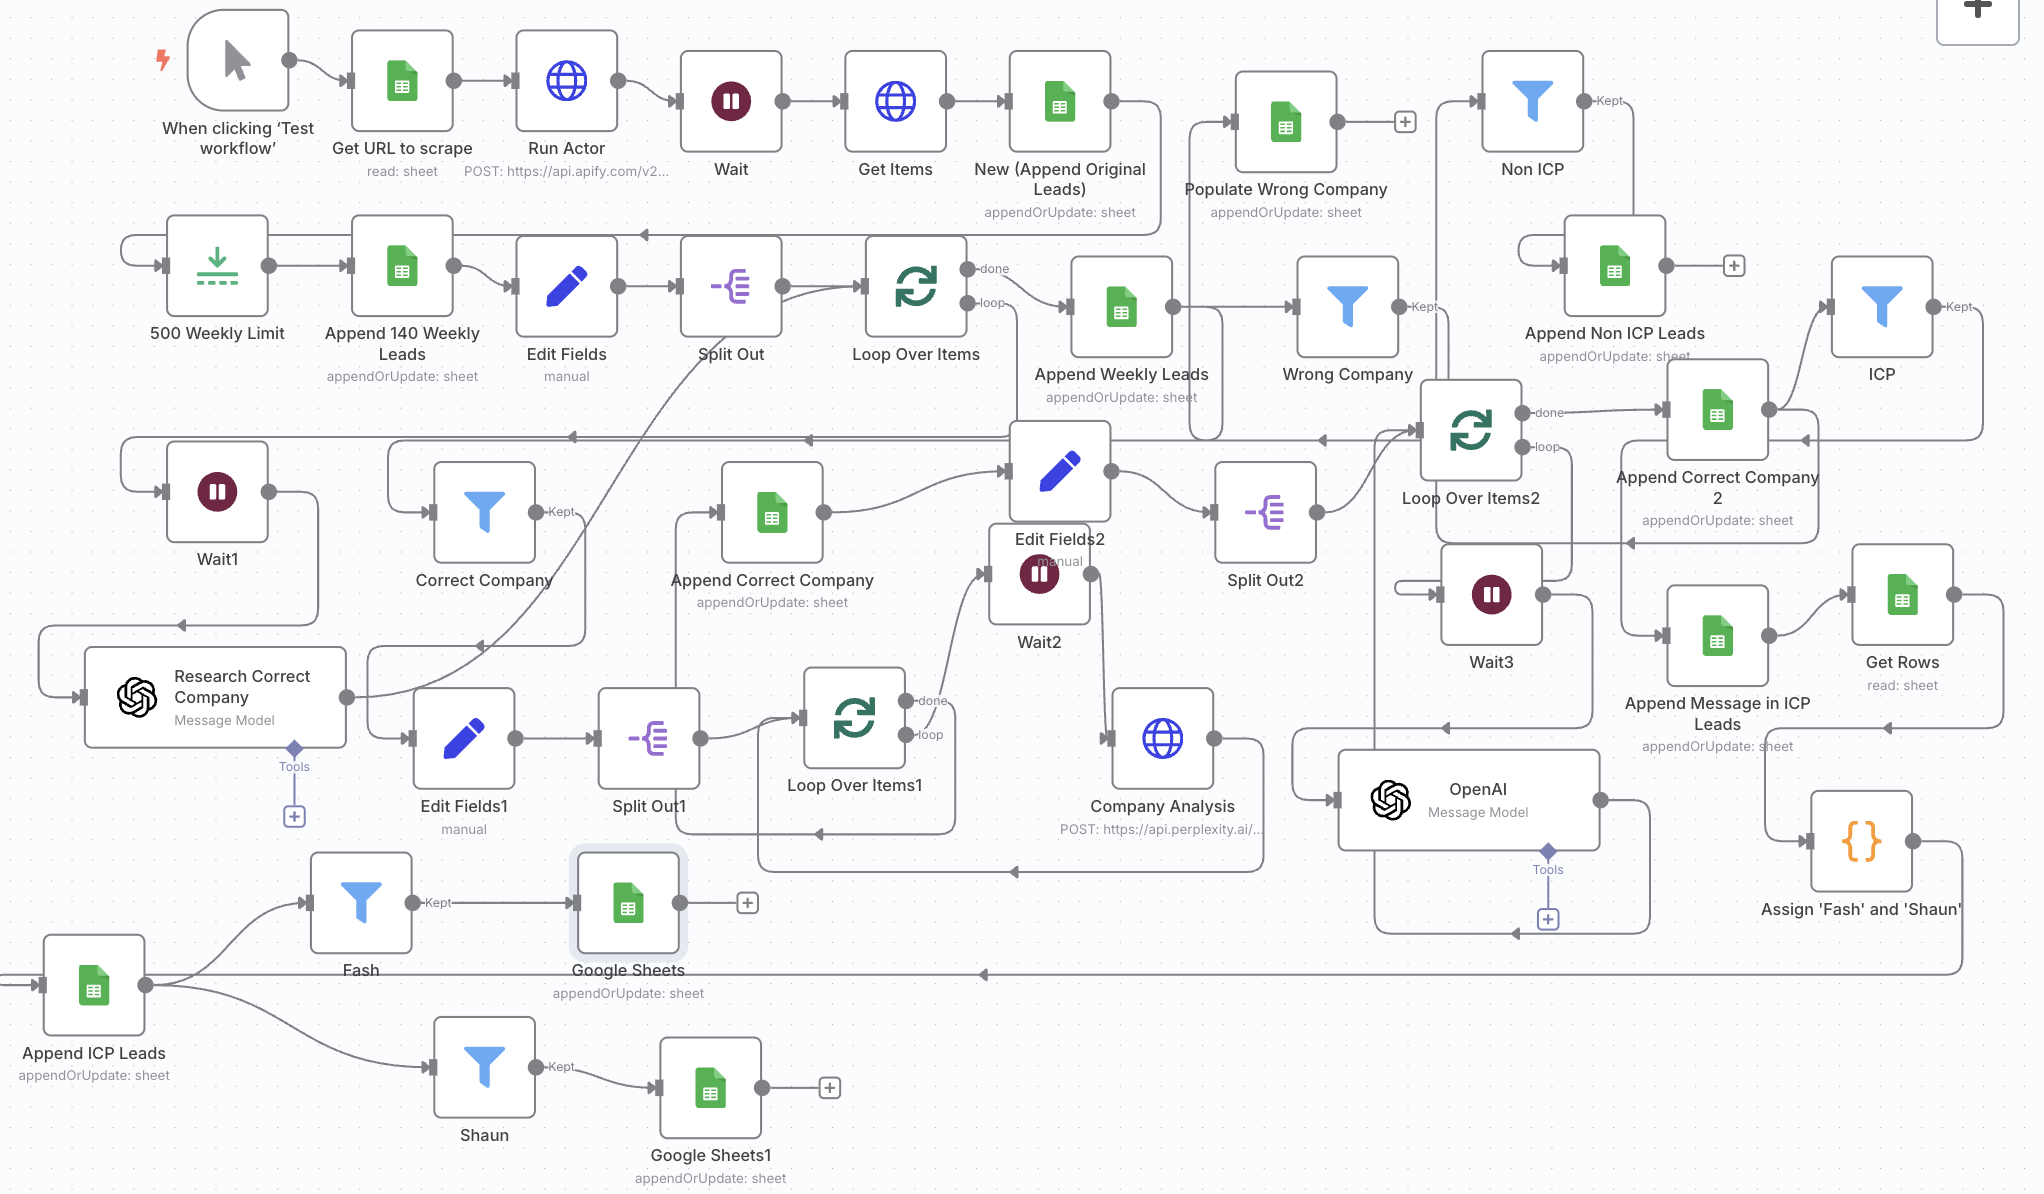 When clicking ‘Test
workflow’
Get URL to scrape
read: sheet
Run Actor
POST: https://api.apify.com/v2...
Wait
Get Items
New (Append Original
Leads)
appendOrUpdate: sheet
Populate Wrong Company
appendOrUpdate: sheet
Non ICP
Kept
500 Weekly Limit
Append 140 Weekly
Leads
appendOrUpdate: sheet
Edit Fields
manual
Split Out
Loop Over Items
done
loop
Append Weekly Leads
appendOrUpdate: sheet
Wrong Company
Kept
Append Non ICP Leads
appendOrUpdate: sheet
ICP
Kept
Wait1
Correct Company
Kept
Append Correct Company
appendOrUpdate: sheet
Edit Fields2
manual
Split Out2
Loop Over Items2
done
loop
Append Correct Company
2
appendOrUpdate: sheet
Research Correct
Company
Message Model
Tools
Edit Fields1
manual
Split Out1
Loop Over Items1
done
loop
Wait2
Company Analysis
POST: https://api.perplexity.ai/...
Wait3
Append Message in ICP
Leads
appendOrUpdate: sheet
Get Rows
read: sheet
OpenAI
Message Model
Tools
Assign 'Fash' and 'Shaun'
Append ICP Leads
appendOrUpdate: sheet
Fash
Kept
Google Sheets
appendOrUpdate: sheet
Shaun
Kept
Google Sheets1
appendOrUpdate: sheet